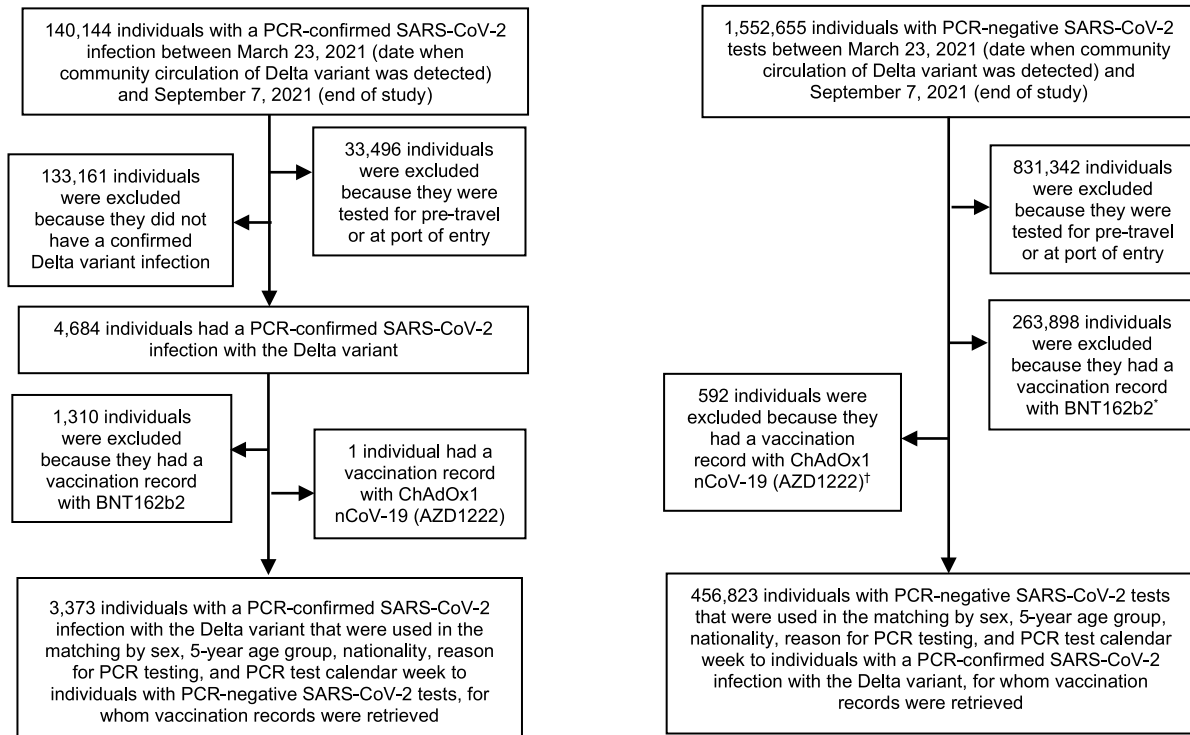 140,144 individuals with a PCR-confirmed SARS-CoV-2
infection between March 23, 2021 (date when
community circulation of Delta variant was detected)
and September 7, 2021 (end of study)
133,161 individuals
were excluded
because they did not
have a confirmed
Delta variant infection
33,496 individuals
were excluded
because they were
tested for pre-travel
or at port of entry
4,684 individuals had a PCR-confirmed SARS-CoV-2
infection with the Delta variant
1,310 individuals
were excluded
because they had a
vaccination record
with BNT162b2
1 individual had a
vaccination record
with ChAdOx1
nCoV-19 (AZD1222)
3,373 individuals with a PCR-confirmed SARS-CoV-2
infection with the Delta variant that were used in the
matching by sex, 5-year age group, nationality, reason
for PCR testing, and PCR test calendar week to
individuals with PCR-negative SARS-CoV-2 tests, for
whom vaccination records were retrieved
1,552,655 individuals with PCR-negative SARS-CoV-2
tests between March 23, 2021 (date when community
circulation of Delta variant was detected) and
September 7, 2021 (end of study)
831,342 individuals
were excluded
because they were
tested for pre-travel
or at port of entry
263,898 individuals
were excluded
because they had a
vaccination record
with BNT162b2*
592 individuals were
excluded because they
had a vaccination
record with ChAdOx1
nCoV-19 (AZD1222)†
456,823 individuals with PCR-negative SARS-CoV-2 tests
that were used in the matching by sex, 5-year age group,
nationality, reason for PCR testing, and PCR test calendar
week to individuals with a PCR-confirmed SARS-CoV-2
infection with the Delta variant, for whom vaccination
records were retrieved